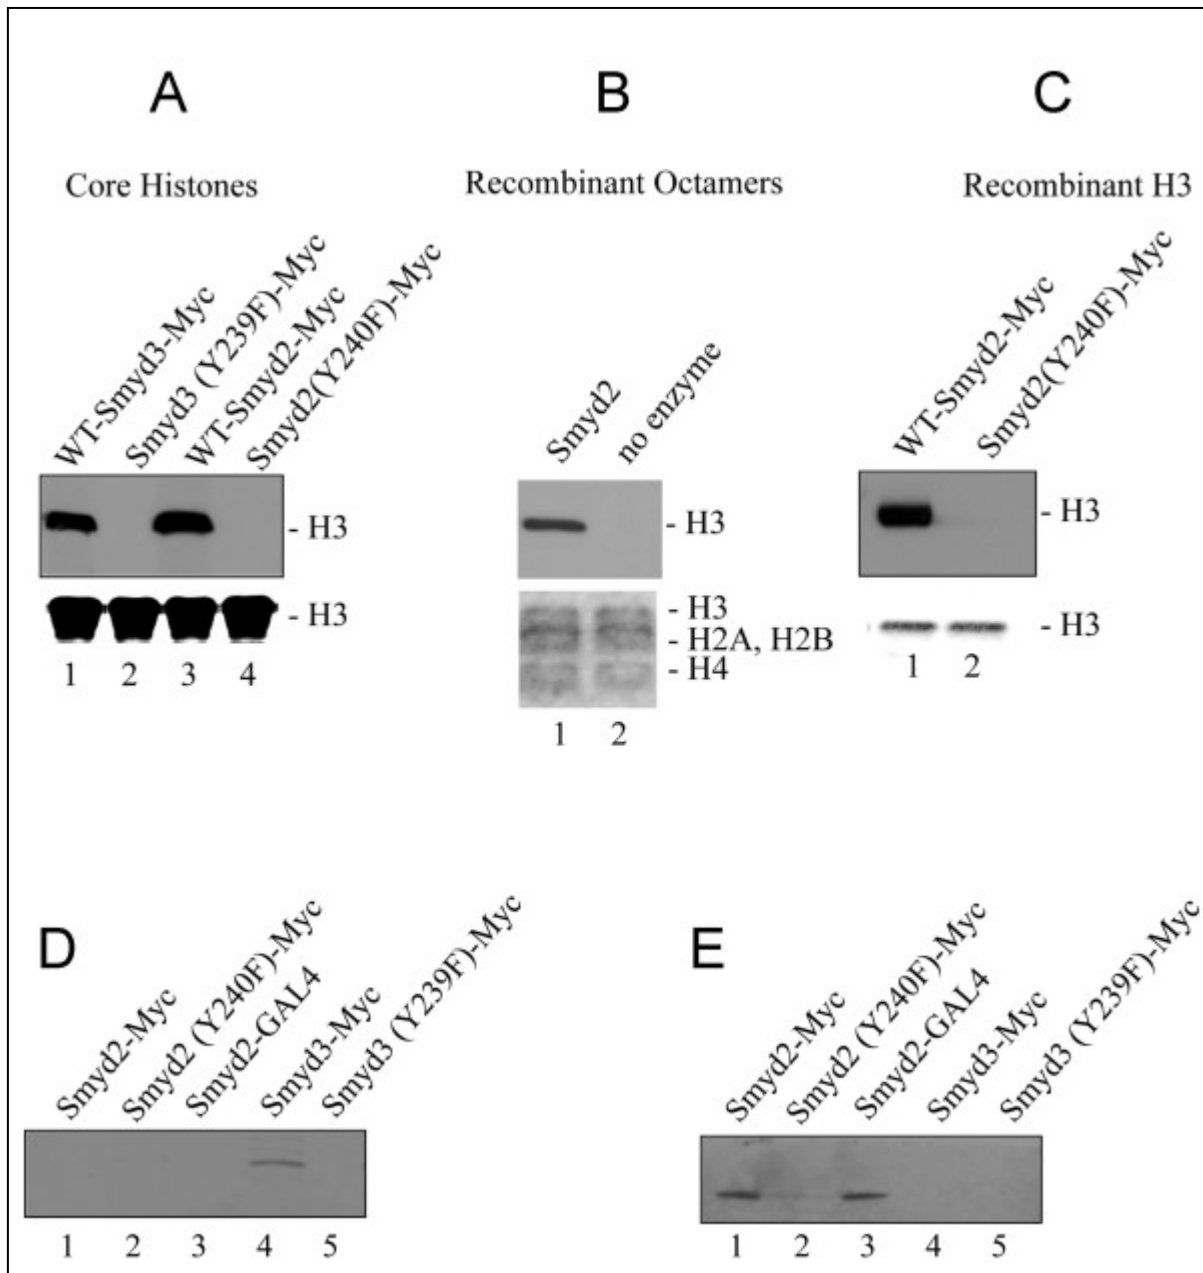 A
B
C
Core Histones
Recombinant Octamers
Recombinant H3
WT-Smyd3-Myc
Smyd3 (Y239F)-Myc
WT-Smyd2-Myc
Smyd2(Y240F)-Myc
- H3
- H3
1 2 3 4
Smyd2
no enzyme
- H3
- H3
- H2A, H2B
- H4
1 2
WT-Smyd2-Myc
Smyd2(Y240F)-Myc
- H3
- H3
1 2
D
Smyd2-Myc
Smyd2 (Y240F)-Myc
Smyd2-GAL4
Smyd3-Myc
Smyd3 (Y239F)-Myc
1 2 3 4 5
E
Smyd2-Myc
Smyd2 (Y240F)-Myc
Smyd2-GAL4
Smyd3-Myc
Smyd3 (Y239F)-Myc
1 2 3 4 5